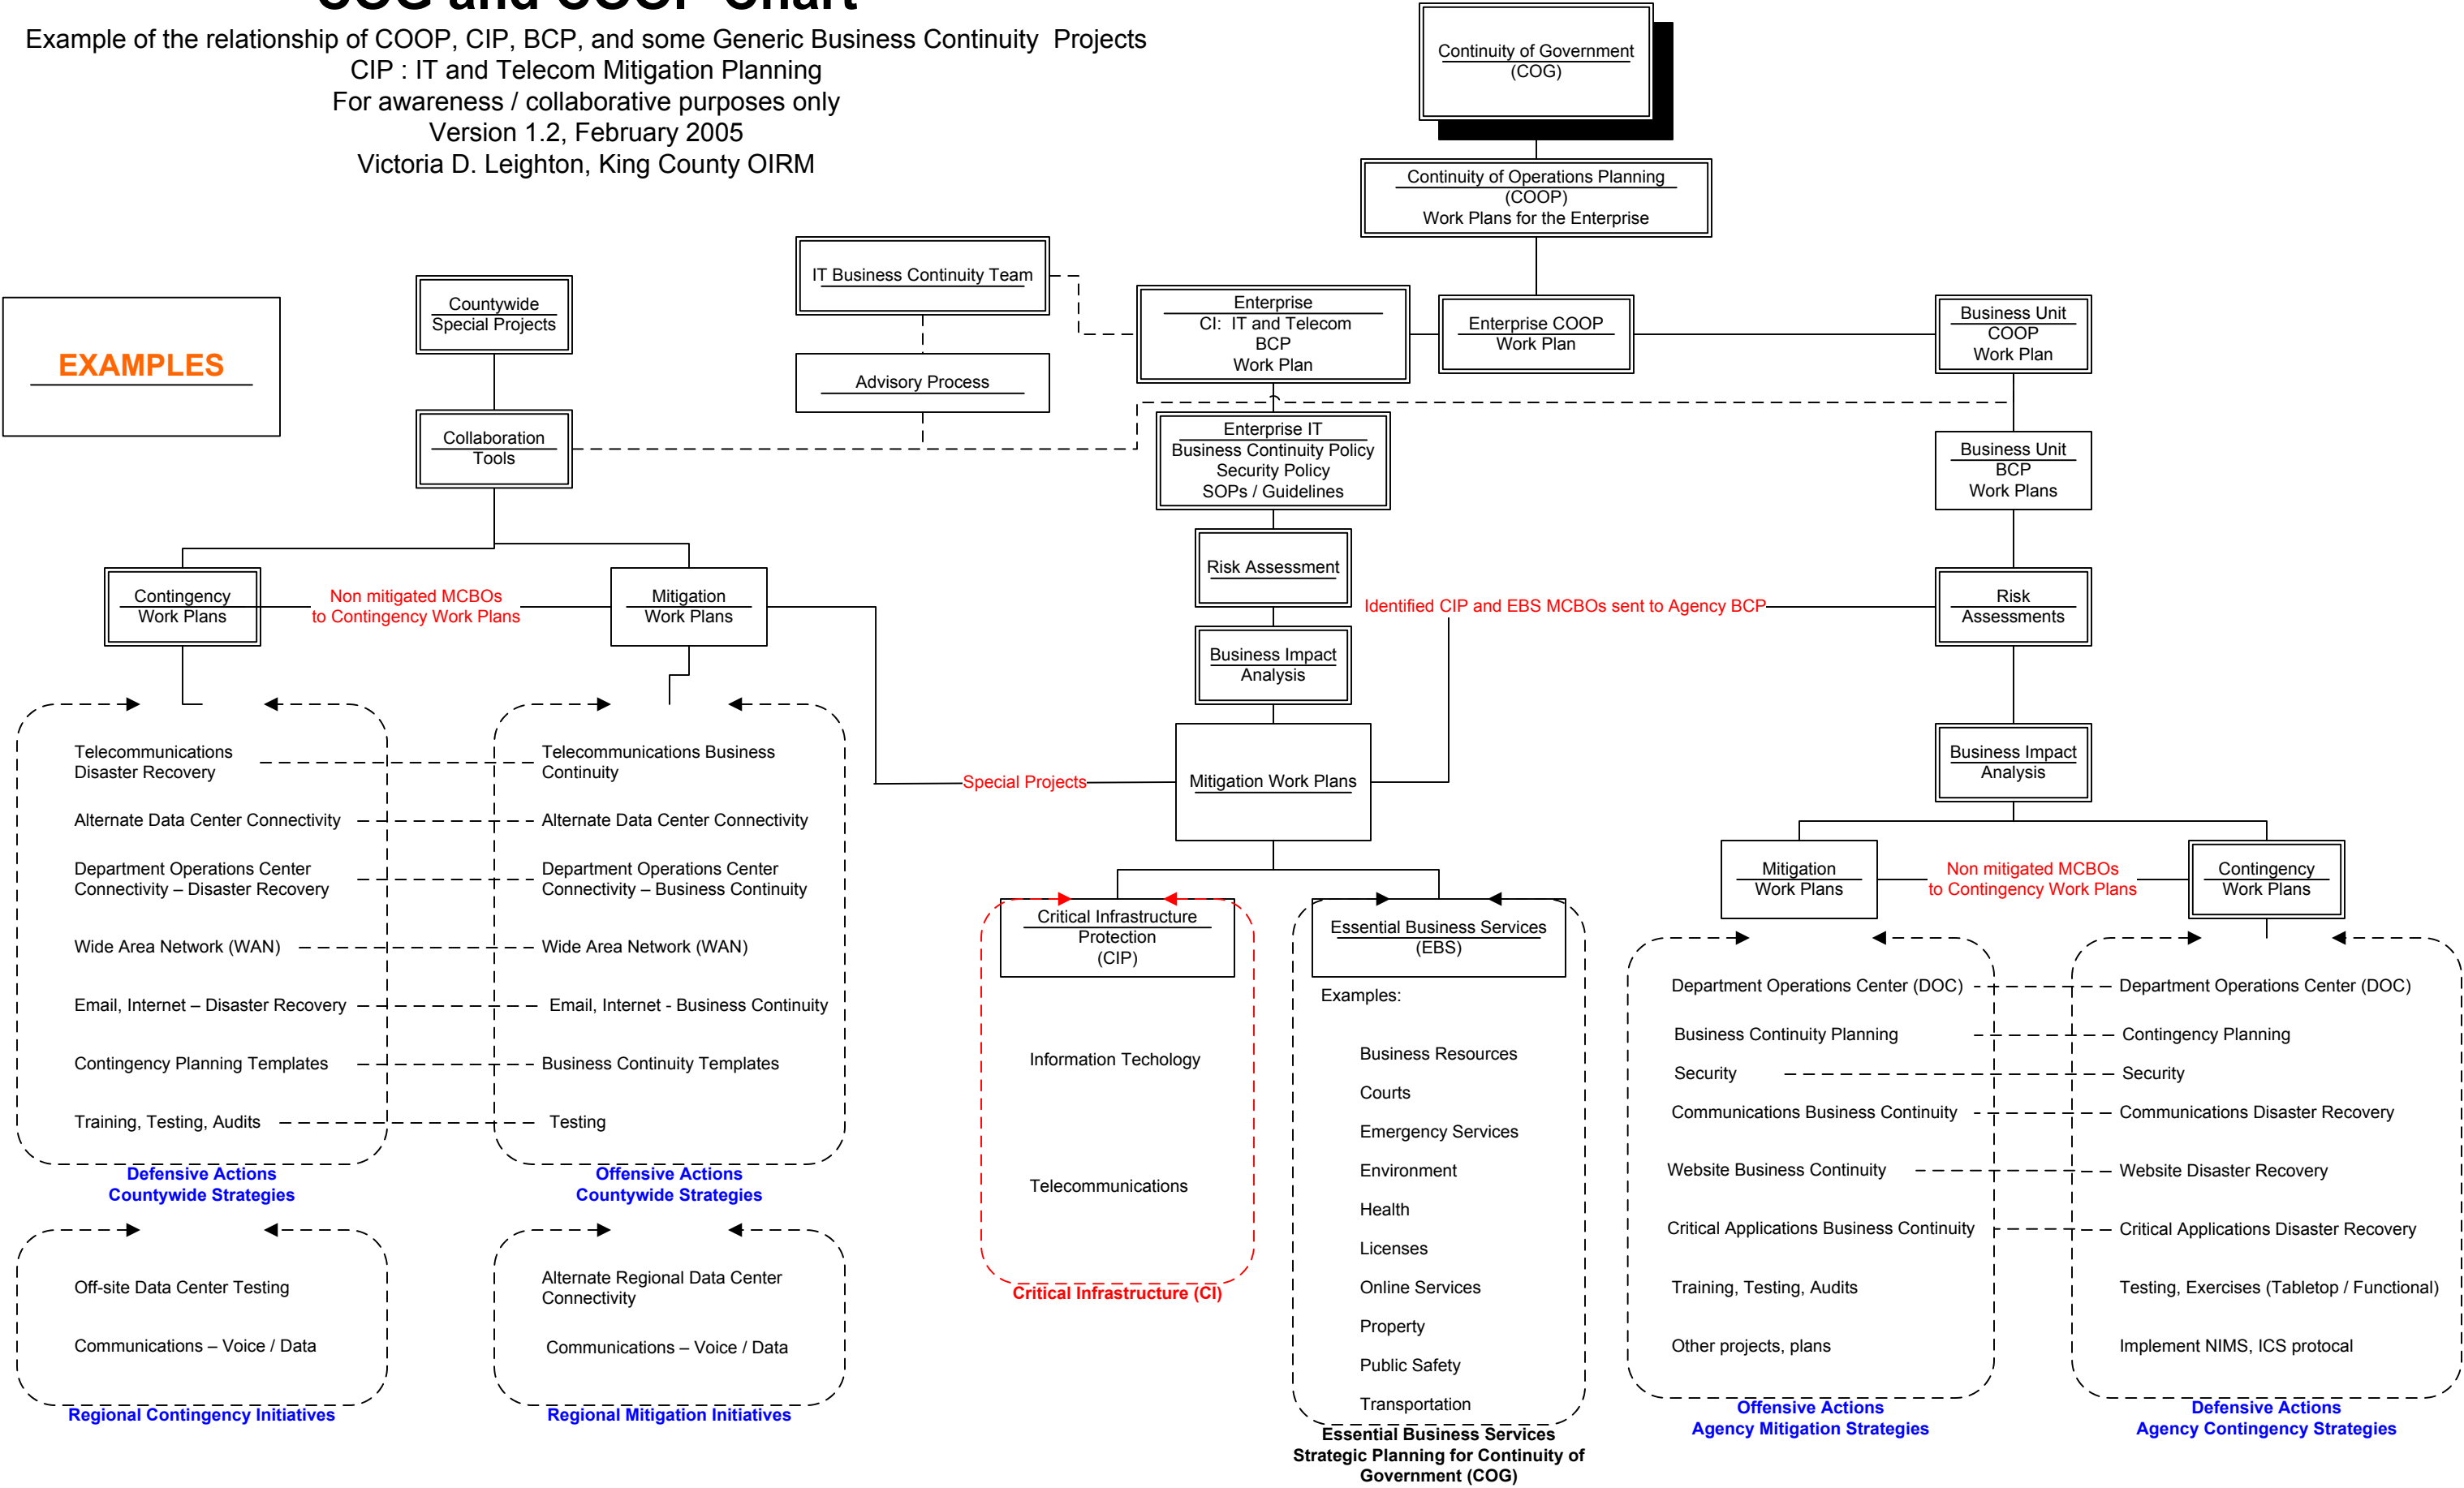 COG and COOP Chart
Example of the relationship of COOP, CIP, BCP, and some Generic Business Continuity Projects
CIP : IT and Telecom Mitigation Planning
For awareness / collaborative purposes only
Version 1.2, February 2005
Victoria D. Leighton, King County OIRM
Continuity of Government
(COG)
Continuity of Operations Planning
(COOP)
Work Plans for the Enterprise
EXAMPLES
Countywide
Special Projects
IT Business Continuity Team
Advisory Process
Enterprise
CI: IT and Telecom
BCP
Work Plan
Enterprise COOP
Work Plan
Business Unit
COOP
Work Plan
Collaboration
Tools
Enterprise IT
Business Continuity Policy
Security Policy
SOPs / Guidelines
Business Unit
BCP
Work Plans
Contingency
Work Plans
Non mitigated MCBOs
to Contingency Work Plans
Mitigation
Work Plans
Risk Assessment
Identified CIP and EBS MCBOs sent to Agency BCP
Risk
Assessments
Business Impact
Analysis
Special Projects
Mitigation Work Plans
Business Impact
Analysis
Mitigation
Work Plans
Non mitigated MCBOs
to Contingency Work Plans
Contingency
Work Plans
Telecommunications
Disaster Recovery
Alternate Data Center Connectivity
Department Operations Center
Connectivity – Disaster Recovery
Wide Area Network (WAN)
Email, Internet – Disaster Recovery
Contingency Planning Templates
Training, Testing, Audits
Defensive Actions
Countywide Strategies
Telecommunications Business
Continuity
Alternate Data Center Connectivity
Department Operations Center
Connectivity – Business Continuity
Wide Area Network (WAN)
Email, Internet - Business Continuity
Business Continuity Templates
Testing
Offensive Actions
Countywide Strategies
Off-site Data Center Testing
Communications – Voice / Data
Regional Contingency Initiatives
Alternate Regional Data Center
Connectivity
Communications – Voice / Data
Regional Mitigation Initiatives
Critical Infrastructure
Protection
(CIP)
Information Techology
Telecommunications
Critical Infrastructure (CI)
Essential Business Services
(EBS)
Examples:
Business Resources
Courts
Emergency Services
Environment
Health
Licenses
Online Services
Property
Public Safety
Transportation
Essential Business Services
Strategic Planning for Continuity of
Government (COG)
Department Operations Center (DOC)
Business Continuity Planning
Security
Communications Business Continuity
Website Business Continuity
Critical Applications Business Continuity
Training, Testing, Audits
Other projects, plans
Offensive Actions
Agency Mitigation Strategies
Department Operations Center (DOC)
Contingency Planning
Security
Communications Disaster Recovery
Website Disaster Recovery
Critical Applications Disaster Recovery
Testing, Exercises (Tabletop / Functional)
Implement NIMS, ICS protocal
Defensive Actions
Agency Contingency Strategies